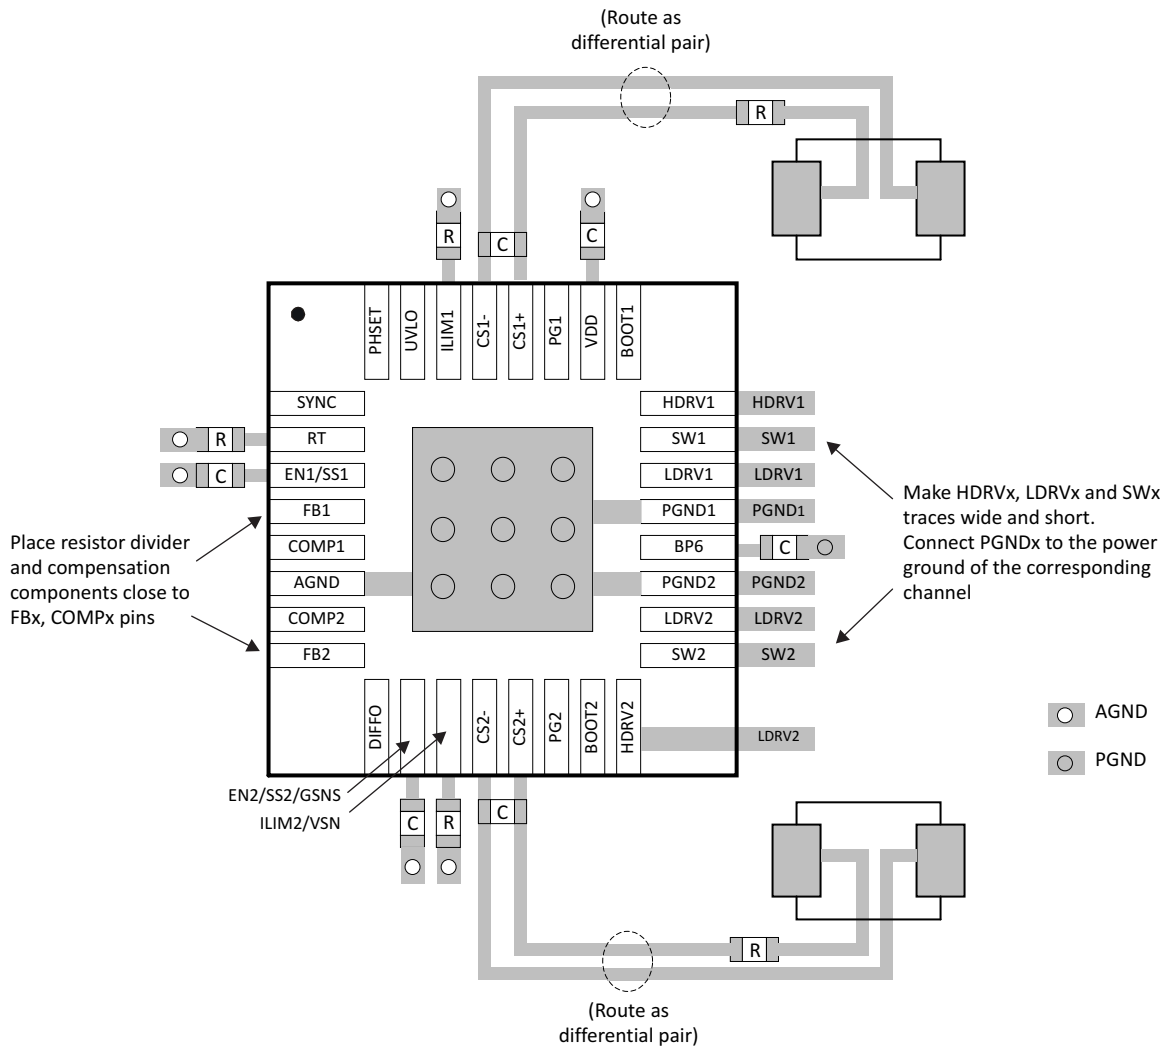 (Route as
differential pair)
R
R
C
C
PHSET
UVLO
ILIM1
CS1-
CS1+
PG1
VDD
BOOT1
SYNC
HDRV1
HDRV1
R
RT
SW1
SW1
C
EN1/SS1
LDRV1
LDRV1
FB1
PGND1
PGND1
COMP1
BP6
C
AGND
PGND2
PGND2
COMP2
LDRV2
LDRV2
FB2
SW2
SW2
Place resistor divider
and compensation
components close to
FBx, COMPx pins
Make HDRVx, LDRVx and SWx
traces wide and short.
Connect PGNDx to the power
ground of the corresponding
channel
DIFFO
CS2-
CS2+
PG2
BOOT2
HDRV2
LDRV2
AGND
PGND
EN2/SS2/GSNS
ILIM2/VSN
C
R
C
R
(Route as
differential pair)